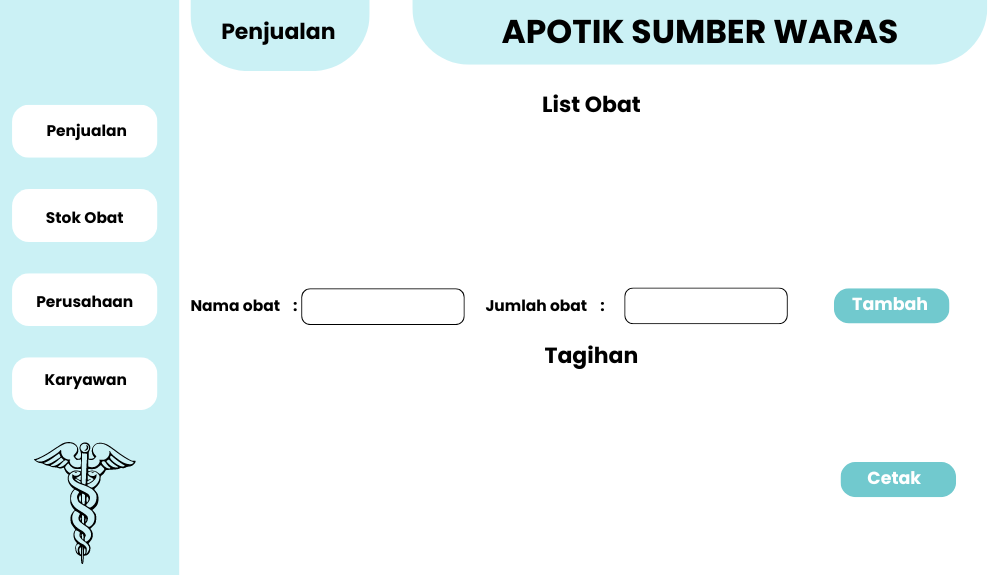 Penjualan
APOTIK SUMBER WARAS
Penjualan
Stok Obat
Perusahaan
Karyawan
List Obat
Nama obat :
Jumlah obat :
Tambah
Tagihan
Cetak